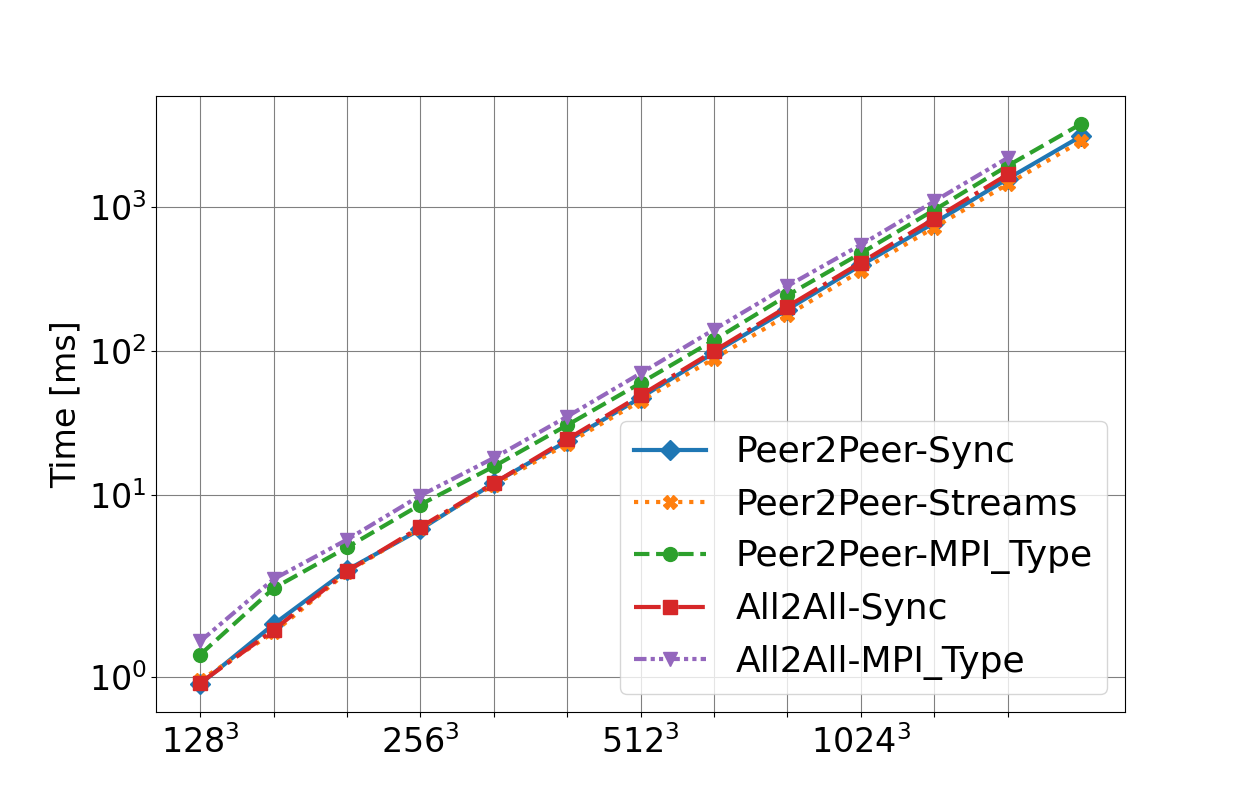 Time [ms]
10³
10²
10¹
10⁰
128³ 256³ 512³ 1024³
Peer2Peer-Sync
Peer2Peer-Streams
Peer2Peer-MPI_Type
All2All-Sync
All2All-MPI_Type